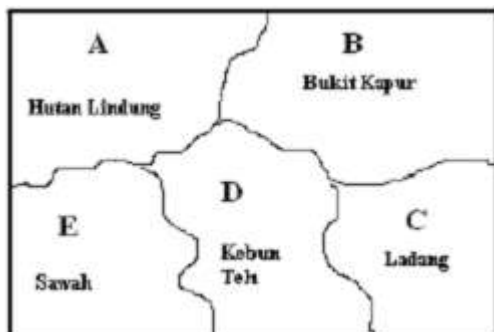 A
Hutan Lindung
B
Bukit Kapur
E
Sawah
D
Kebun
Teh
C
Ladang